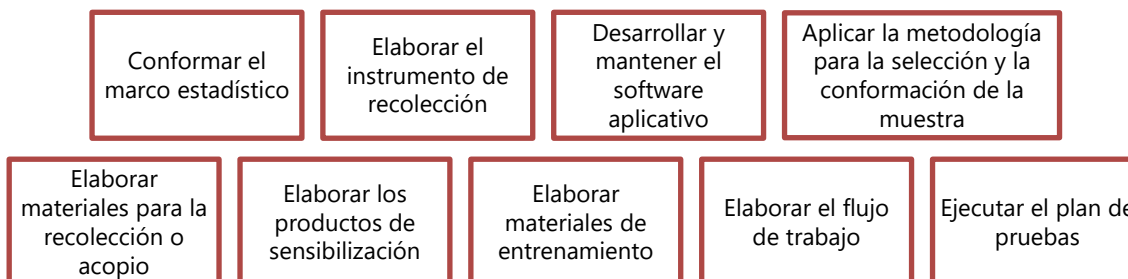 Conformar el
marco estadístico
Elaborar el
instrumento de
recolección
Desarrollar y
mantener el
software
aplicativo
Aplicar la metodología
para la selección y la
conformación de la
muestra
Elaborar
materiales para la
recolección o
acopio
Elaborar los
productos de
sensibilización
Elaborar
materiales de
entrenamiento
Elaborar el flujo
de trabajo
Ejecutar el plan de
pruebas